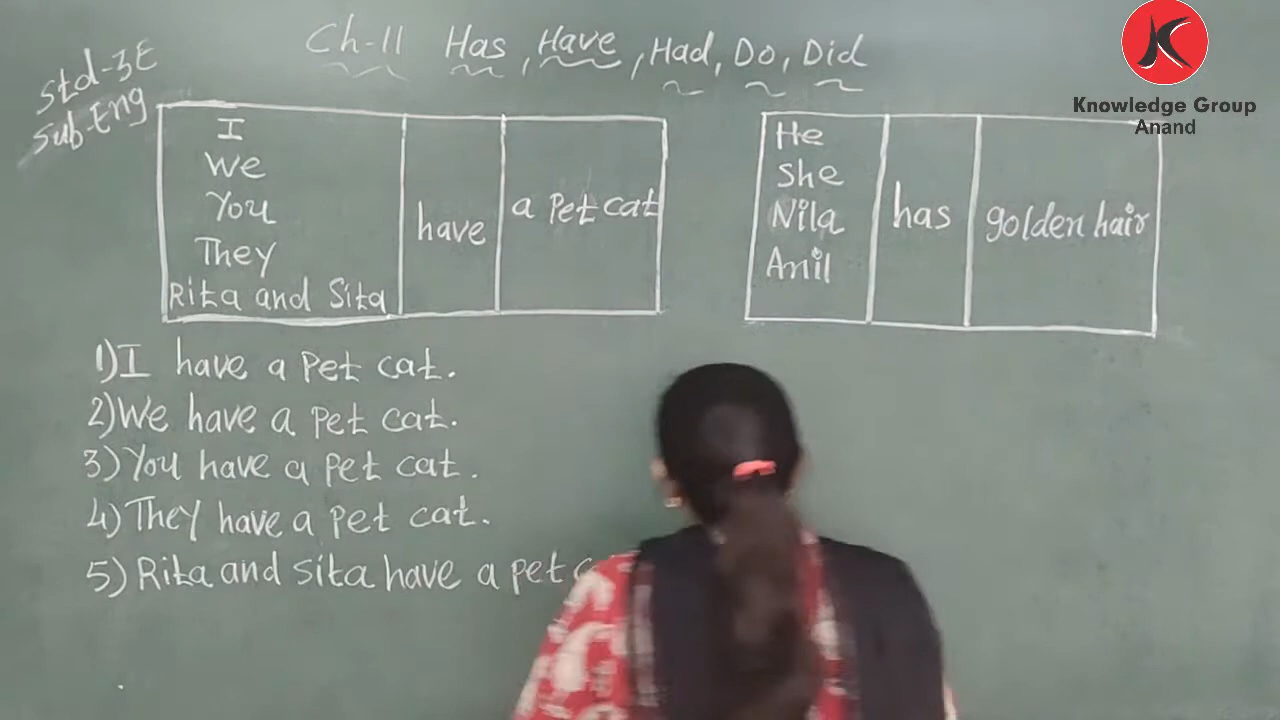 Std-3E
Sub-Eng
Ch-11 Has, Have, Had, Do, Did
Knowledge Group
Anand
I
We
You
They
Rita and Sita
have
a Pet cat
He
She
Nila
Anil
has
golden hair
1) I have a Pet cat.
2) We have a pet cat.
3) You have a pet cat.
4) They have a pet cat.
5) Rita and sita have a pet c